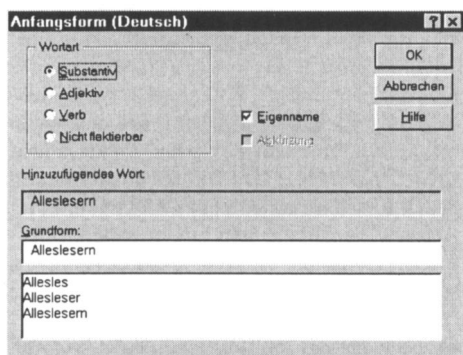 Anfangsform (Deutsch)
Wortart
Substantiv
Adjektiv
Verb
Nicht flektierbar
Eigenname
Abkürzung
OK
Abbrechen
Hilfe
Hinzuzufügendes Wort:
Alleslesern
Grundform:
Alleslesern
Allesles
Allesleser
Alleslesern